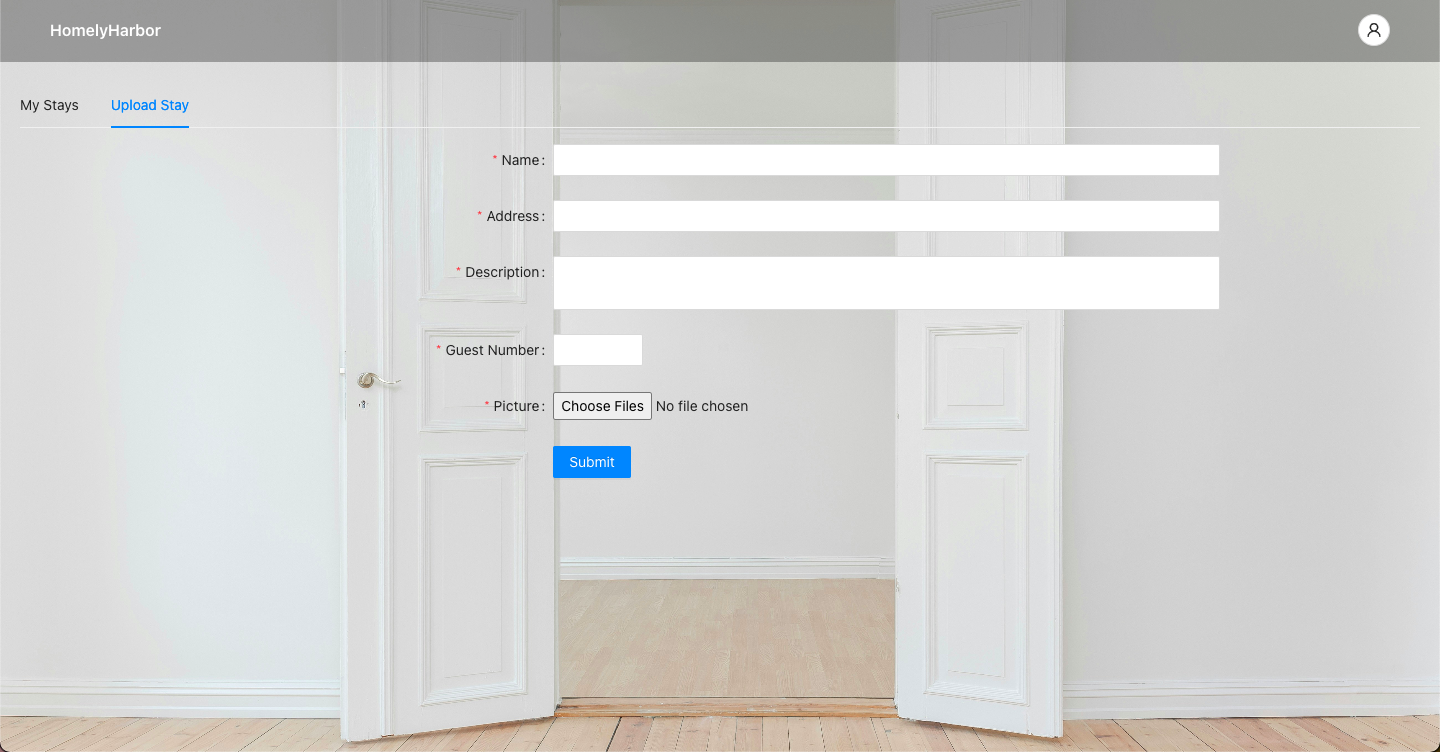 HomelyHarbor
My Stays Upload Stay
* Name:
* Address:
* Description:
* Guest Number:
* Picture: Choose Files No file chosen
Submit